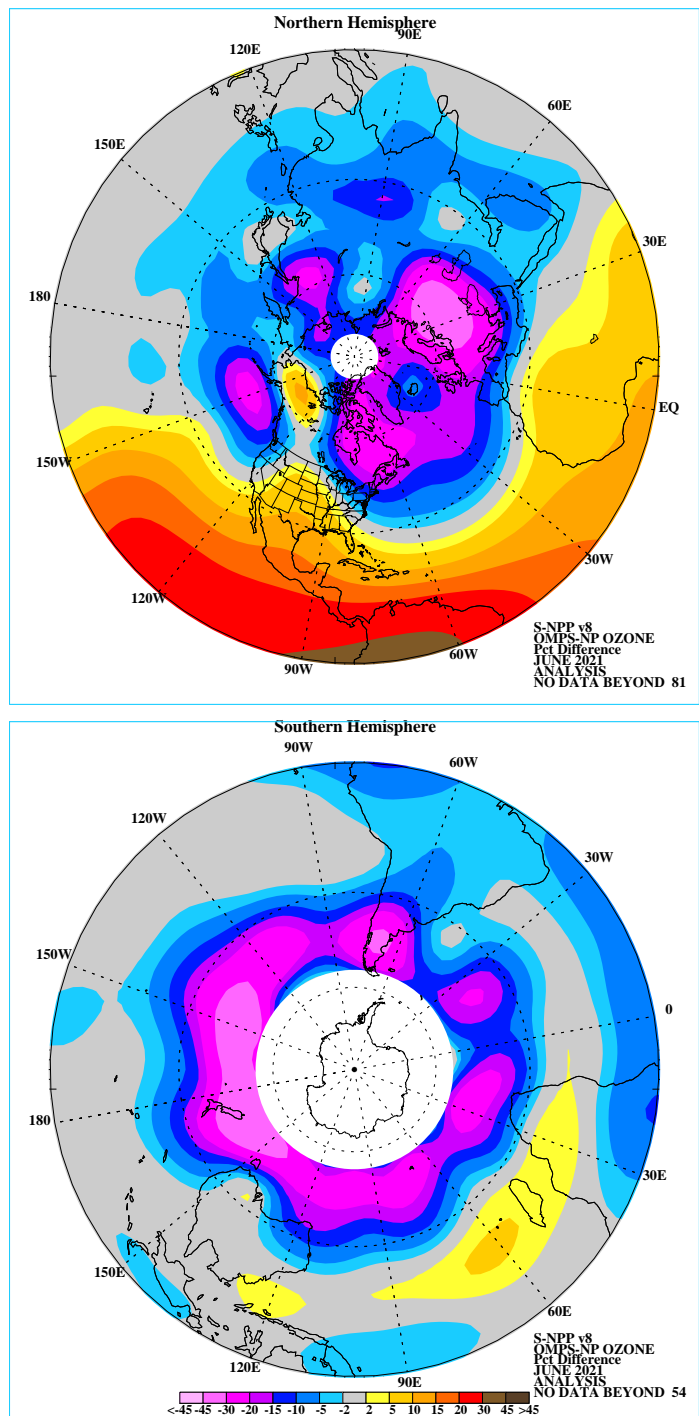 Northern Hemisphere
90E
120E
60E
150E
30E
180
EQ
150W
30W
120W
60W
90W
S-NPP v8
OMPS-NP OZONE
Pct Difference
JUNE 2021
ANALYSIS
NO DATA BEYOND 81
Southern Hemisphere
90W
60W
120W
30W
150W
0
180
30E
150E
60E
120E
90E
S-NPP v8
OMPS-NP OZONE
Pct Difference
JUNE 2021
ANALYSIS
NO DATA BEYOND 54
<-45 -45 -30 -20 -15 -10 -5 -2 2 5 10 15 20 30 45 >45